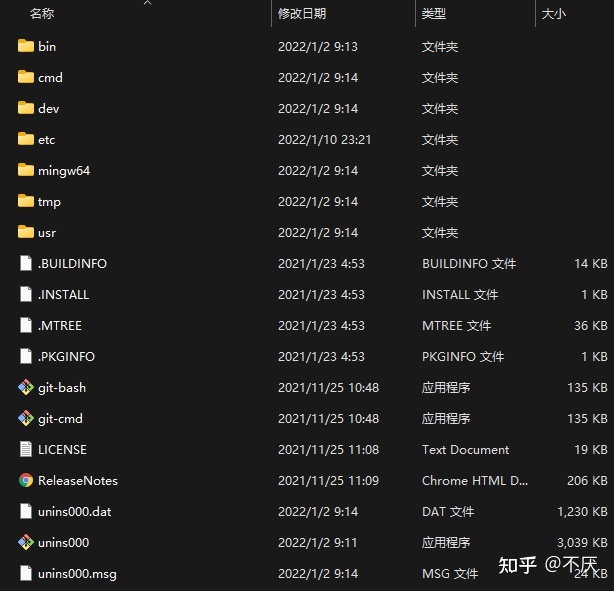 名称 修改日期 类型 大小
bin 2022/1/2 9:13 文件夹
cmd 2022/1/2 9:14 文件夹
dev 2022/1/2 9:14 文件夹
etc 2022/1/10 23:21 文件夹
mingw64 2022/1/2 9:14 文件夹
tmp 2022/1/2 9:14 文件夹
usr 2022/1/2 9:14 文件夹
.BUILDINFO 2021/1/23 4:53 BUILDINFO 文件 14 KB
.INSTALL 2021/1/23 4:53 INSTALL 文件 1 KB
.MTREE 2021/1/23 4:53 MTREE 文件 36 KB
.PKGINFO 2021/1/23 4:53 PKGINFO 文件 1 KB
git-bash 2021/11/25 10:48 应用程序 135 KB
git-cmd 2021/11/25 10:48 应用程序 135 KB
LICENSE 2021/11/25 11:08 Text Document 19 KB
ReleaseNotes 2021/11/25 11:09 Chrome HTML D... 206 KB
unins000.dat 2022/1/2 9:14 DAT 文件 1,230 KB
unins000 2022/1/2 9:11 应用程序 3,039 KB
unins000.msg 2022/1/2 9:14 MSG 文件 24 KB
知乎 @不厌